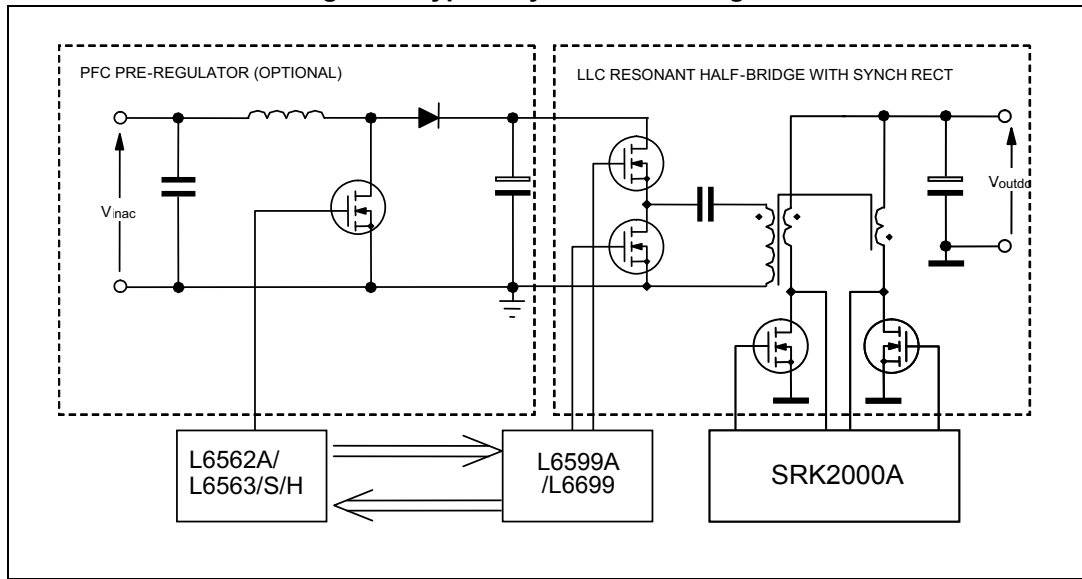 PFC PRE-REGULATOR (OPTIONAL)
LLC RESONANT HALF-BRIDGE WITH SYNCH RECT
Vinac
Voutdc
L6562A/
L6563/S/H
L6599A
/L6699
SRK2000A